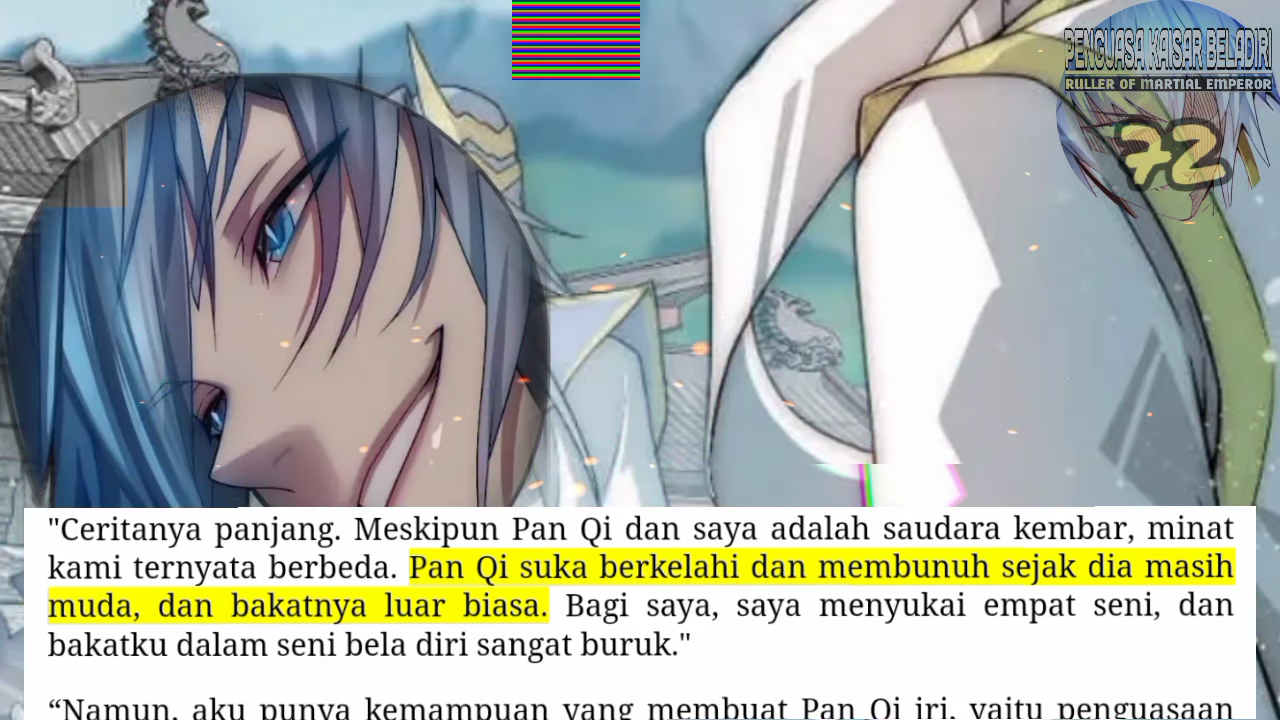 PENGUASA KAISAR BELADIRI
RULLER OF MARTIAL EMPEROR
72
"Ceritanya panjang. Meskipun Pan Qi dan saya adalah saudara kembar, minat
kami ternyata berbeda. Pan Qi suka berkelahi dan membunuh sejak dia masih
muda, dan bakatnya luar biasa. Bagi saya, saya menyukai empat seni, dan
bakatku dalam seni bela diri sangat buruk."
“Namun, aku punya kemampuan yang membuat Pan Qi iri, yaitu penguasaan